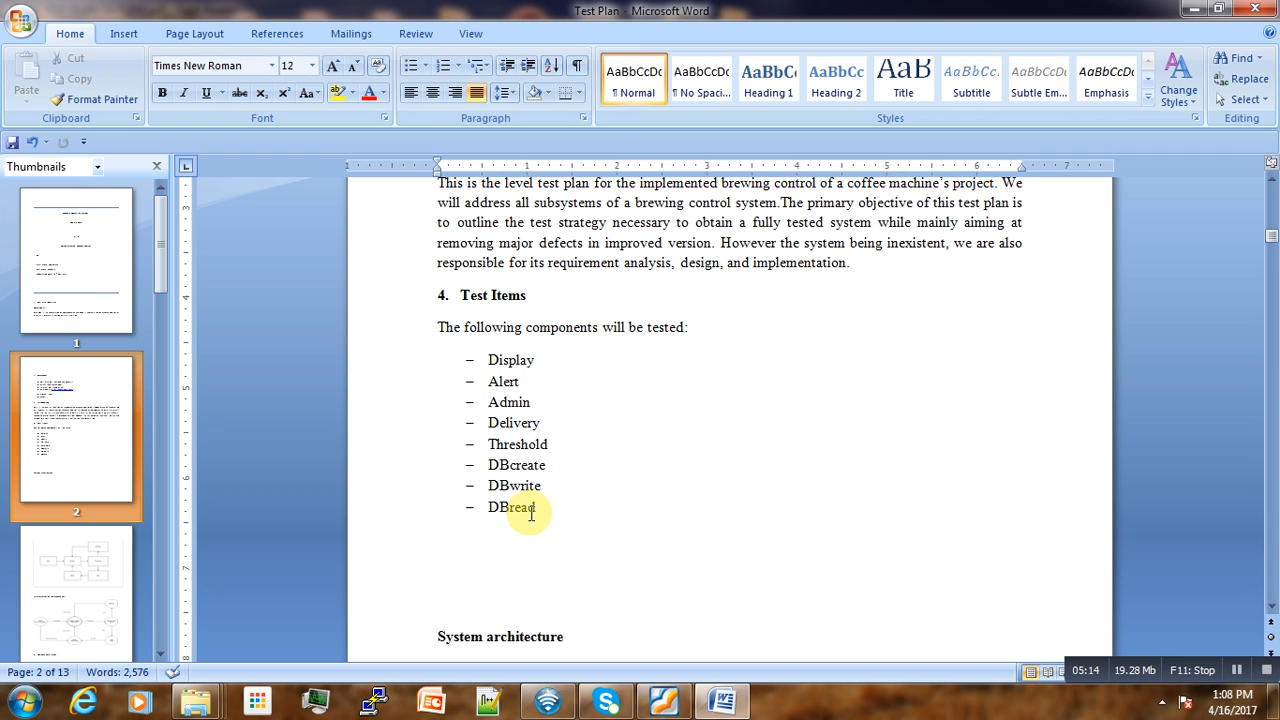 Test Plan - Microsoft Word
Home Insert Page Layout References Mailings Review View
Cut
Copy
Format Painter
Paste
Clipboard
Times New Roman 12
Font
Paragraph
AaBbCcDc AaBbCcDc AaBbCc AaBbCc AaB AaBbCc. AaBbCcDc AaBbCcDc
¶ Normal ¶ No Spaci... Heading 1 Heading 2 Title Subtitle Subtle Em... Emphasis
Change Styles
Styles
Find
Replace
Select
Editing
Thumbnails
1 1 2 3 4 5 6 7
This is the level test plan for the implemented brewing control of a coffee machine's project. We
will address all subsystems of a brewing control system.The primary objective of this test plan is
to outline the test strategy necessary to obtain a fully tested system while mainly aiming at
removing major defects in improved version. However the system being inexistent, we are also
responsible for its requirement analysis, design, and implementation.
4. Test Items
The following components will be tested:
– Display
– Alert
– Admin
– Delivery
– Threshold
– DBcreate
– DBwrite
– DBread
System architecture
1
2
Page: 2 of 13 Words: 2,576
05:14 19.28 Mb F11: Stop
1:08 PM
4/16/2017